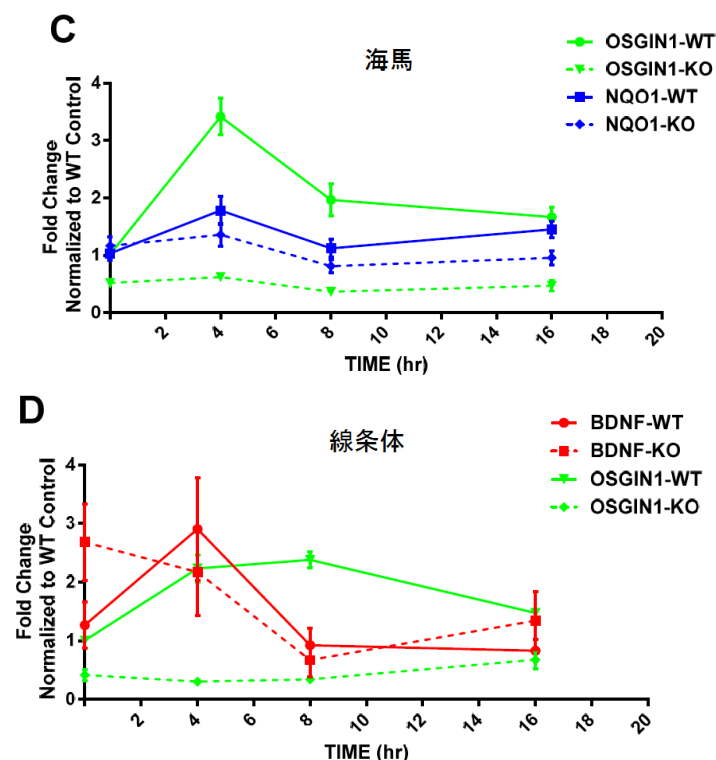 C
海馬
OSGIN1-WT
OSGIN1-KO
NQO1-WT
NQO1-KO
Fold Change
Normalized to WT Control
4
3
2
1
0
2
4
6
8
10
12
14
16
18
20
TIME (hr)
D
線条体
BDNF-WT
BDNF-KO
OSGIN1-WT
OSGIN1-KO
Fold Change
Normalized to WT Control
4
3
2
1
0
2
4
6
8
10
12
14
16
18
20
TIME (hr)